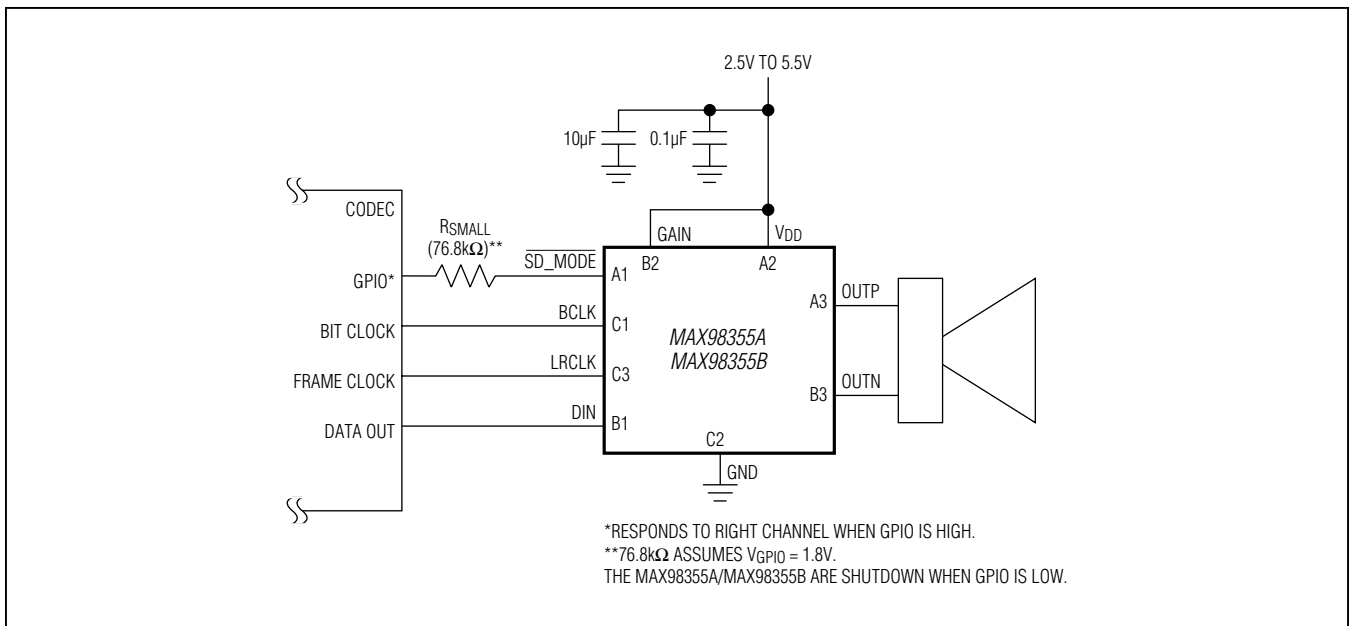 2.5V TO 5.5V
10µF
0.1µF
CODEC
RSMALL
(76.8kΩ)**
SD_MODE
GAIN
VDD
B2
A2
GPIO*
A1
A3
OUTP
BIT CLOCK
BCLK
C1
MAX98355A
MAX98355B
FRAME CLOCK
LRCLK
C3
B3
OUTN
DATA OUT
DIN
B1
C2
GND
*RESPONDS TO RIGHT CHANNEL WHEN GPIO IS HIGH.
**76.8kΩ ASSUMES VGPIO = 1.8V.
THE MAX98355A/MAX98355B ARE SHUTDOWN WHEN GPIO IS LOW.